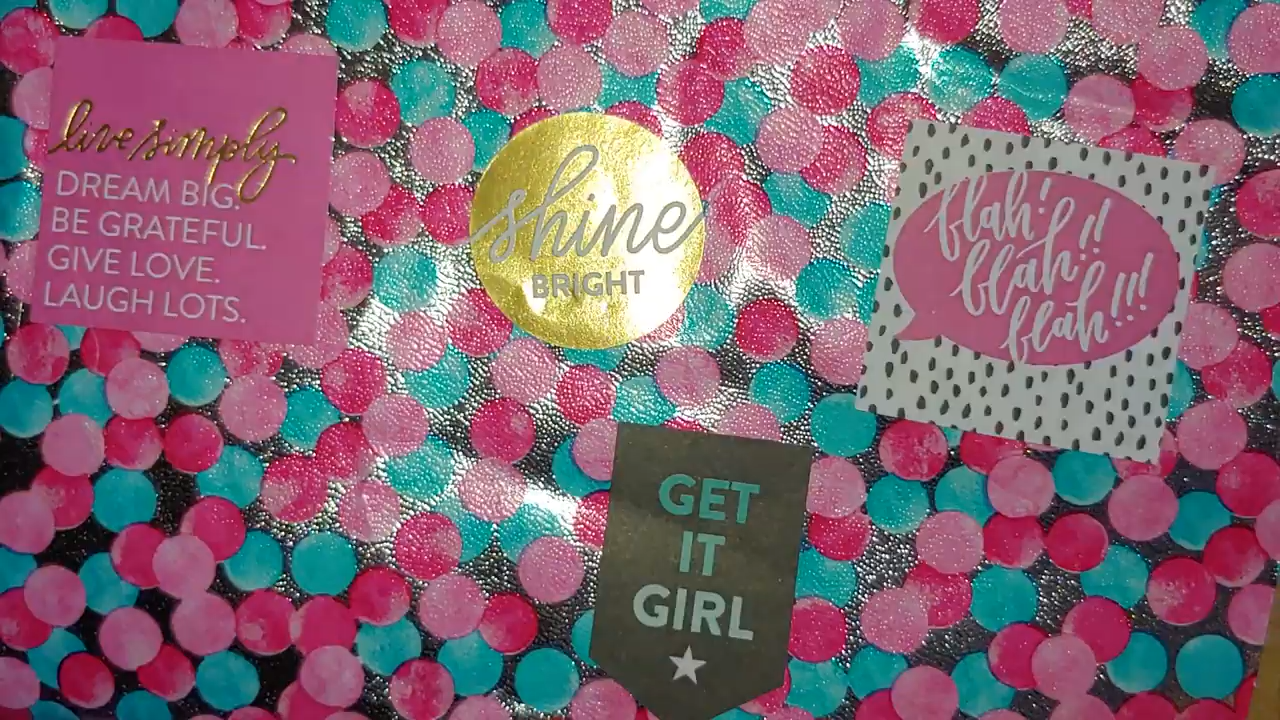 live simply
DREAM BIG.
BE GRATEFUL.
GIVE LOVE.
LAUGH LOTS.
shine
BRIGHT
blah!
blah!!
blah!!!
GET
IT
GIRL